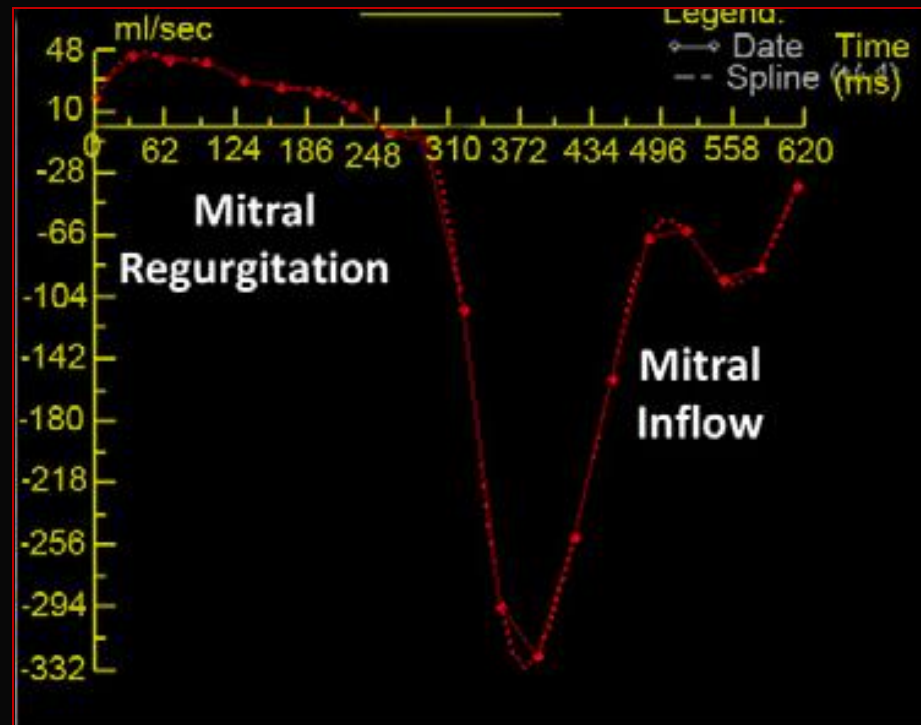 Legend:
ml/sec
Date
Time
Spline
(ms)
48
10
0 62 124 186 248 310 372 434 496 558 620
-28
-66
-104
-142
-180
-218
-256
-294
-332
Mitral
Regurgitation
Mitral
Inflow